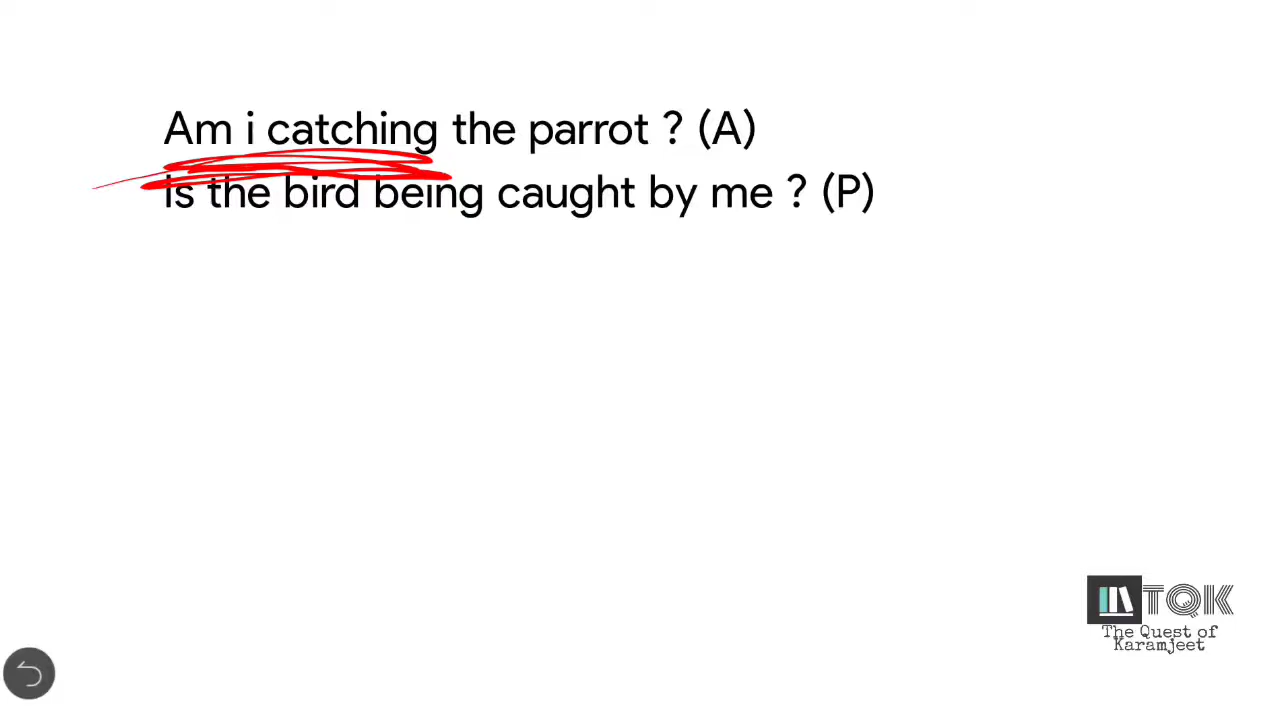 Am i catching the parrot ? (A)
Is the bird being caught by me ? (P)
TQK
The Quest of
Karamjeet